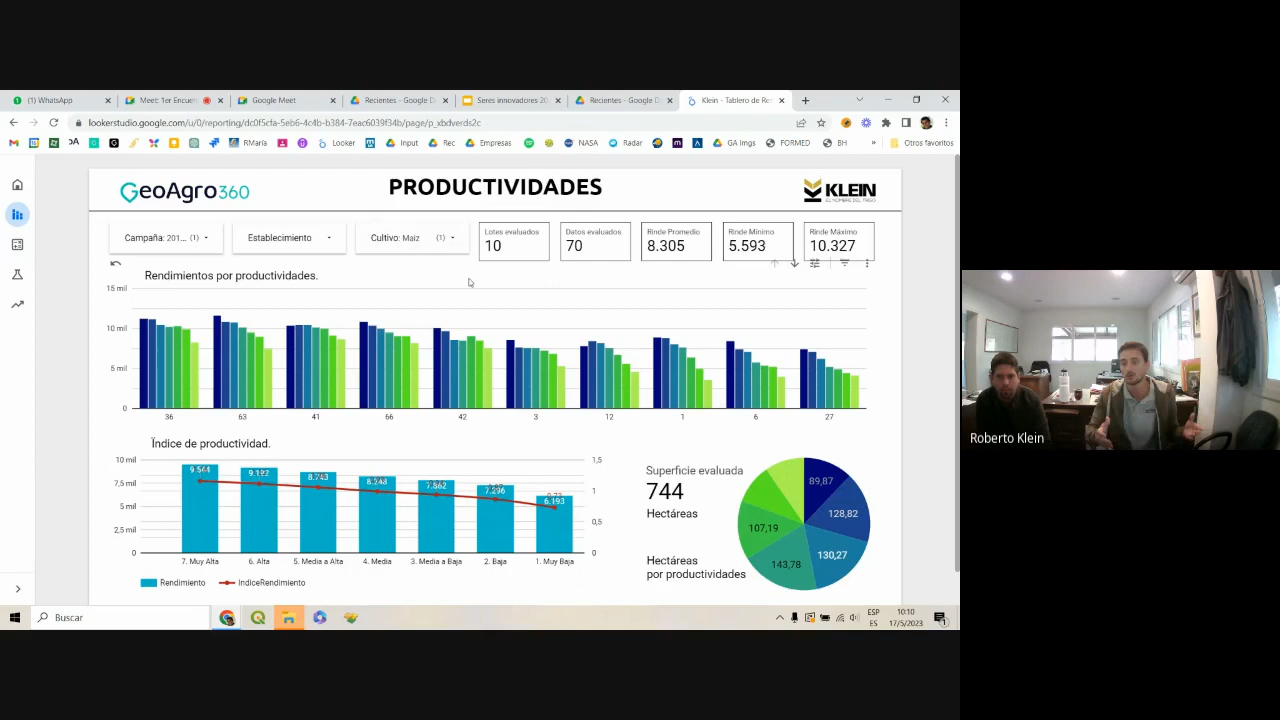 (1) WhatsApp
Meet: 1er Encuen
Google Meet
Recientes - Google D
Seres innovadores 20
Recientes - Google D
Klein - Tablero de Re
lookerstudio.google.com/u/0/reporting/dc0f5cfa-5eb6-4c4b-b384-7eac6039f34b/page/p_xbdverds2c
RMaría
Looker
Input
Rec
Empresas
NASA
Radar
GA Imgs
FORMED
BH
»
Otros favoritos
GeoAgro360
PRODUCTIVIDADES
KLEIN
EL NOMBRE DEL TRIGO
Campaña: 201... (1)
Establecimiento
Cultivo: Maiz (1)
Lotes evaluados
10
Datos evaluados
70
Rinde Promedio
8.305
Rinde Mínimo
5.593
Rinde Máximo
10.327
Rendimientos por productividades.
15 mil
10 mil
5 mil
0
36 63 41 66 42 3 12 1 6 27
Índice de productividad.
10 mil
7,5 mil
5 mil
2,5 mil
0
1,5
1
0,5
0
9.564 9.192 8.743 8.248 7.862 7.296 6.193
7. Muy Alta 6. Alta 5. Media a Alta 4. Media 3. Media a Baja 2. Baja 1. Muy Baja
Rendimiento IndiceRendimiento
Superficie evaluada
744
Hectáreas
Hectáreas
por productividades
89,87
128,82
130,27
143,78
107,19
Roberto Klein
Buscar
ESP
ES
10:10
17/5/2023